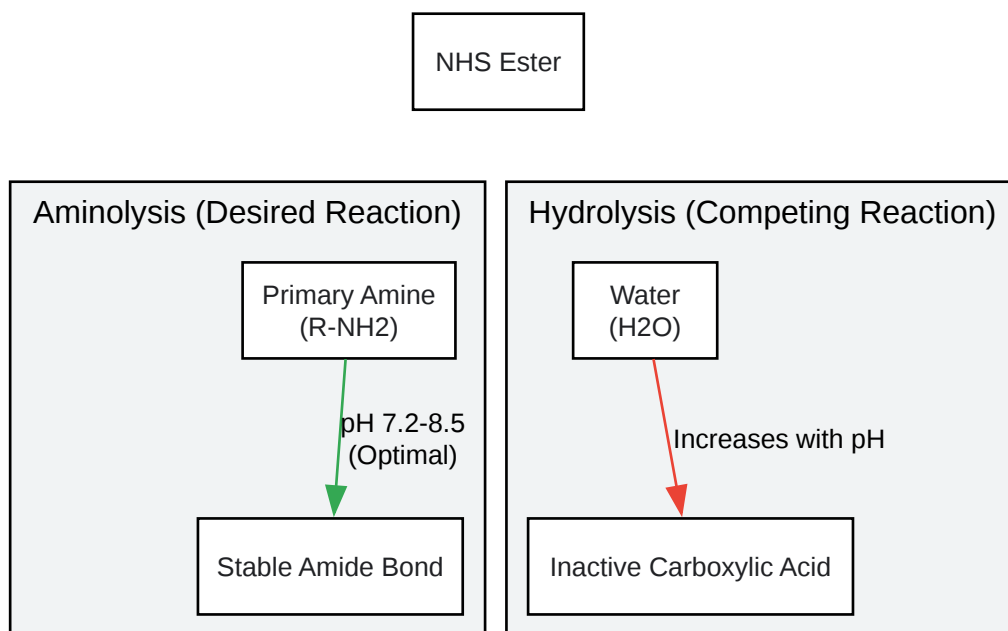 NHS Ester
Aminolysis (Desired Reaction)
Primary Amine
(R-NH2)
pH 7.2-8.5
(Optimal)
Stable Amide Bond
Hydrolysis (Competing Reaction)
Water
(H2O)
Increases with pH
Inactive Carboxylic Acid